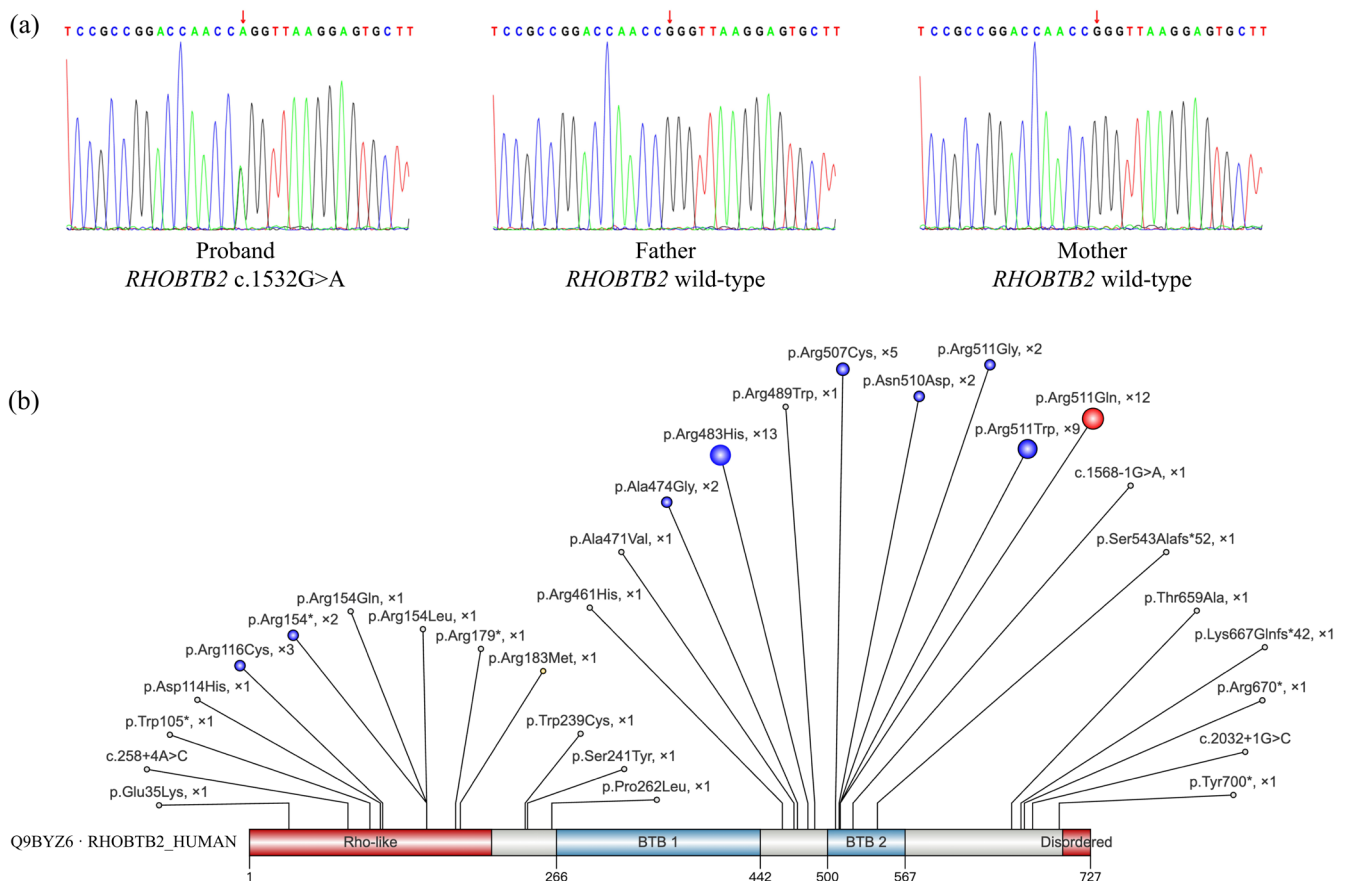 (a)
TCCGCCGGACCAACCAGGTTAAGGAGTGCTT
TCCGCCGGACCAACCGGGTTAAGGAGTGCTT
TCCGCCGGACCAACCGGGTTAAGGAGTGCTT
Proband
RHOBTB2 c.1532G>A
Father
RHOBTB2 wild-type
Mother
RHOBTB2 wild-type
(b)
p.Glu35Lys, ×1
c.258+4A>C
p.Trp105*, ×1
p.Asp114His, ×1
p.Arg116Cys, ×3
p.Arg154*, ×2
p.Arg154Gln, ×1
p.Arg154Leu, ×1
p.Arg179*, ×1
p.Arg183Met, ×1
p.Trp239Cys, ×1
p.Ser241Tyr, ×1
p.Pro262Leu, ×1
p.Arg461His, ×1
p.Ala471Val, ×1
p.Ala474Gly, ×2
p.Arg483His, ×13
p.Arg489Trp, ×1
p.Arg507Cys, ×5
p.Asn510Asp, ×2
p.Arg511Gly, ×2
p.Arg511Trp, ×9
p.Arg511Gln, ×12
c.1568-1G>A, ×1
p.Ser543Alafs*52, ×1
p.Thr659Ala, ×1
p.Lys667Glnfs*42, ×1
p.Arg670*, ×1
c.2032+1G>C
p.Tyr700*, ×1
Q9BYZ6 · RHOBTB2_HUMAN
Rho-like
BTB 1
BTB 2
Disordered
1
266
442
500
567
727